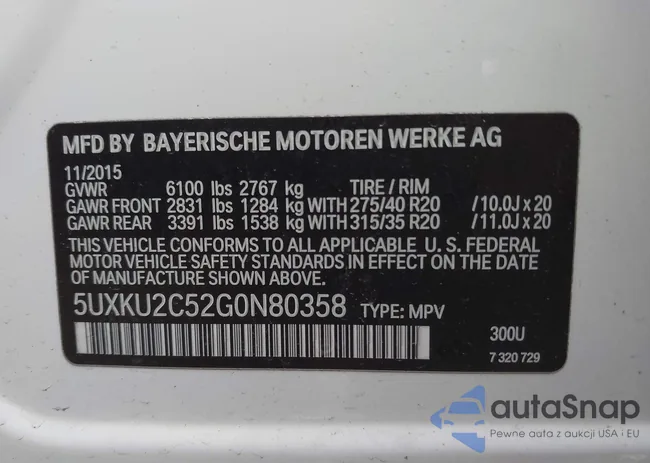 MFD BY BAYERISCHE MOTOREN WERKE AG
11/2015
GVWR 6100 lbs 2767 kg TIRE / RIM
GAWR FRONT 2831 lbs 1284 kg WITH 275/40 R20 /10.0J x 20
GAWR REAR 3391 lbs 1538 kg WITH 315/35 R20 /11.0J x 20
THIS VEHICLE CONFORMS TO ALL APPLICABLE U. S. FEDERAL
MOTOR VEHICLE SAFETY STANDARDS IN EFFECT ON THE DATE
OF MANUFACTURE SHOWN ABOVE.
5UXKU2C52G0N80358 TYPE: MPV
300U
7 320 729
autaSnap
Pewne auta z aukcji USA i EU